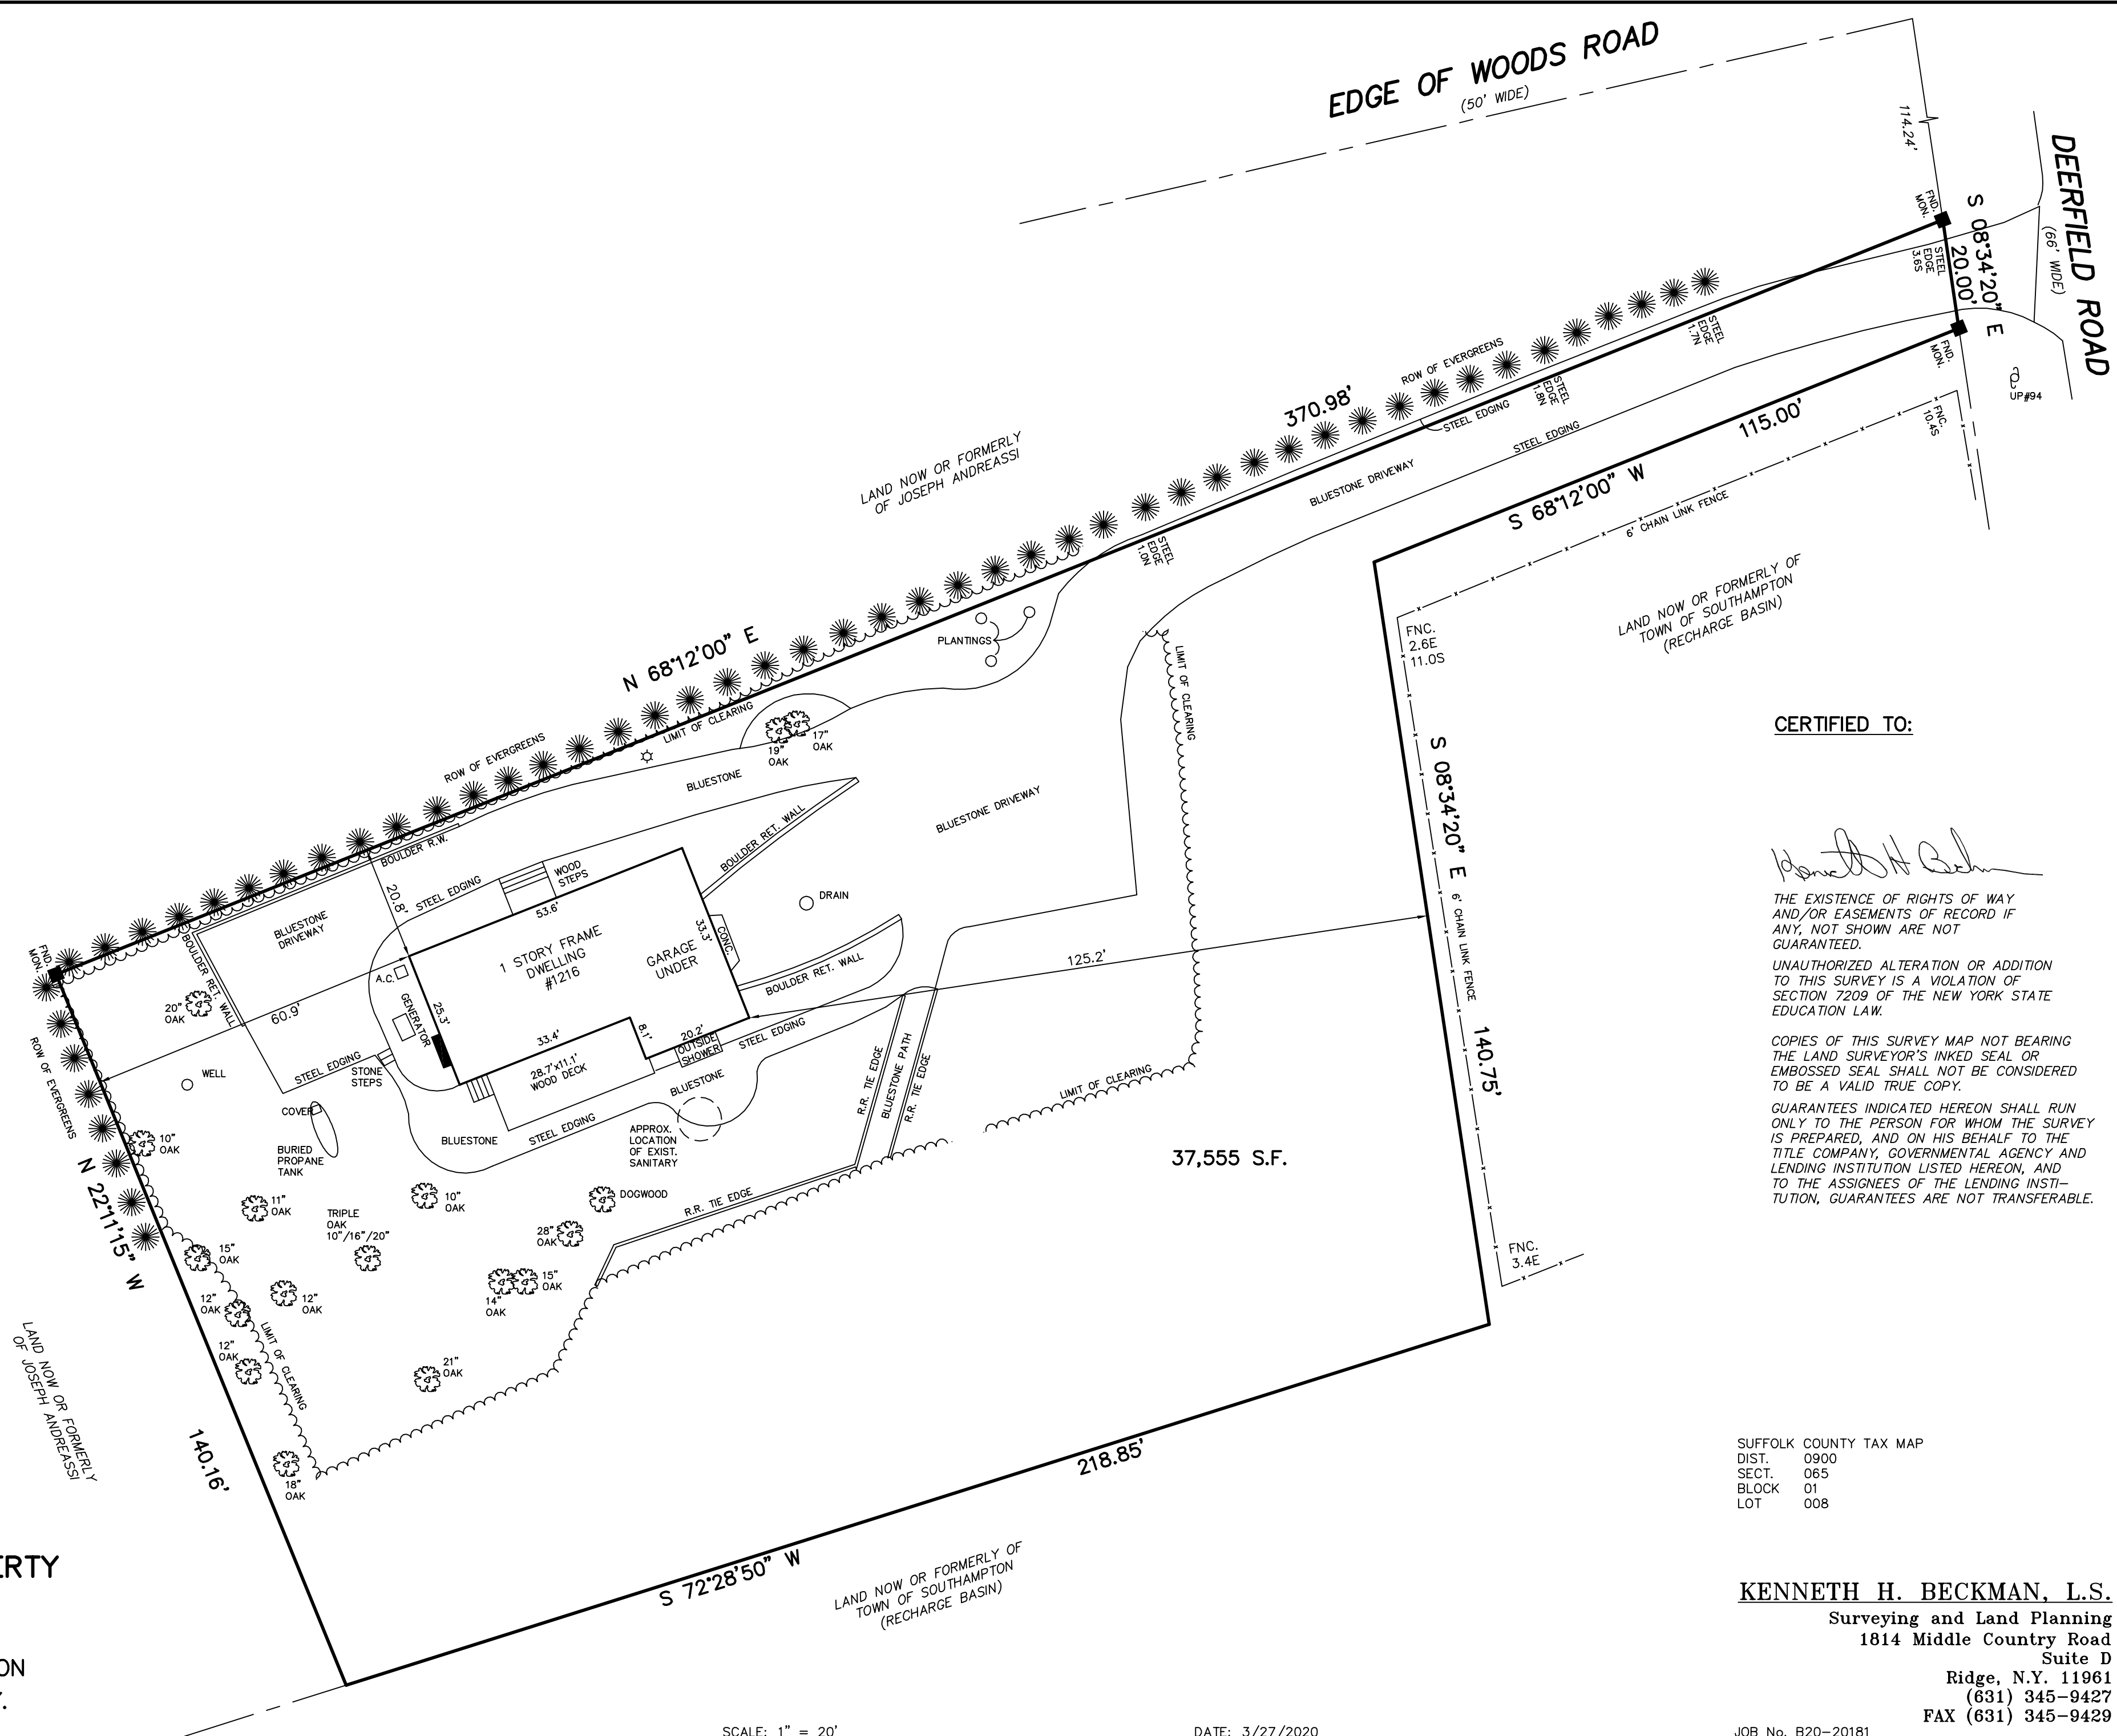 EDGE OF WOODS ROAD
(50' WIDE)
114.24'
DEERFIELD ROAD
(66' WIDE)
FND.
MON.
S 08°34'20" E
20.00'
STEEL
EDGE
3.6S
STEEL
EDGE
1.7N
FND.
MON.
UP#94
ROW OF EVERGREENS
370.98'
STEEL
EDGE
1.8N
STEEL EDGING
STEEL EDGING
115.00'
FNC.
10.4S
LAND NOW OR FORMERLY
OF JOSEPH ANDREASSI
BLUESTONE DRIVEWAY
S 68°12'00" W
6' CHAIN LINK FENCE
STEEL
EDGE
1.0N
LAND NOW OR FORMERLY OF
TOWN OF SOUTHAMPTON
(RECHARGE BASIN)
FNC.
2.6E
11.0S
PLANTINGS
N 68°12'00" E
LIMIT OF CLEARING
LIMIT OF CLEARING
ROW OF EVERGREENS
19"
OAK
17"
OAK
BLUESTONE
BLUESTONE DRIVEWAY
S 08°34'20" E
6' CHAIN LINK FENCE
140.75'
CERTIFIED TO:
BOULDER R.W.
BOULDER RET. WALL
WOOD
STEPS
STEEL EDGING
20.8'
53.6'
DRAIN
BLUESTONE
DRIVEWAY
BOULDER RET. WALL
1 STORY FRAME
DWELLING
#1216
GARAGE
UNDER
33.3'
CONC.
BOULDER RET. WALL
125.2'
FND.
MON.
A.C.
GENERATOR
25.3'
20"
OAK
60.9'
33.4'
8.1'
20.2'
OUTSIDE
SHOWER
STEEL EDGING
28.7'x11.1'
WOOD DECK
STEEL EDGING
STONE
STEPS
WELL
ROW OF EVERGREENS
BLUESTONE
R.R. TIE EDGE
BLUESTONE PATH
R.R. TIE EDGE
LIMIT OF CLEARING
COVER
BURIED
PROPANE
TANK
BLUESTONE
STEEL EDGING
APPROX.
LOCATION
OF EXIST.
SANITARY
10"
OAK
N 22°11'15" W
37,555 S.F.
11"
OAK
TRIPLE
OAK
10"/16"/20"
10"
OAK
DOGWOOD
R.R. TIE EDGE
28"
OAK
15"
OAK
15"
OAK
14"
OAK
12"
OAK
12"
OAK
12"
OAK
LIMIT OF CLEARING
21"
OAK
18"
OAK
FNC.
3.4E
LAND NOW OR FORMERLY
OF JOSEPH ANDREASSI
140.16'
218.85'
S 72°28'50" W
LAND NOW OR FORMERLY OF
TOWN OF SOUTHAMPTON
(RECHARGE BASIN)
THE EXISTENCE OF RIGHTS OF WAY
AND/OR EASEMENTS OF RECORD IF
ANY, NOT SHOWN ARE NOT
GUARANTEED.
UNAUTHORIZED ALTERATION OR ADDITION
TO THIS SURVEY IS A VIOLATION OF
SECTION 7209 OF THE NEW YORK STATE
EDUCATION LAW.
COPIES OF THIS SURVEY MAP NOT BEARING
THE LAND SURVEYOR'S INKED SEAL OR
EMBOSSED SEAL SHALL NOT BE CONSIDERED
TO BE A VALID TRUE COPY.
GUARANTEES INDICATED HEREON SHALL RUN
ONLY TO THE PERSON FOR WHOM THE SURVEY
IS PREPARED, AND ON HIS BEHALF TO THE
TITLE COMPANY, GOVERNMENTAL AGENCY AND
LENDING INSTITUTION LISTED HEREON, AND
TO THE ASSIGNEES OF THE LENDING INSTI-
TUTION, GUARANTEES ARE NOT TRANSFERABLE.
SUFFOLK COUNTY TAX MAP
DIST. 0900
SECT. 065
BLOCK 01
LOT 008
ERTY
ON
KENNETH H. BECKMAN, L.S.
Surveying and Land Planning
1814 Middle Country Road
Suite D
Ridge, N.Y. 11961
(631) 345-9427
FAX (631) 345-9429
SCALE: 1" = 20'
DATE: 3/27/2020
JOB No. B20-20181